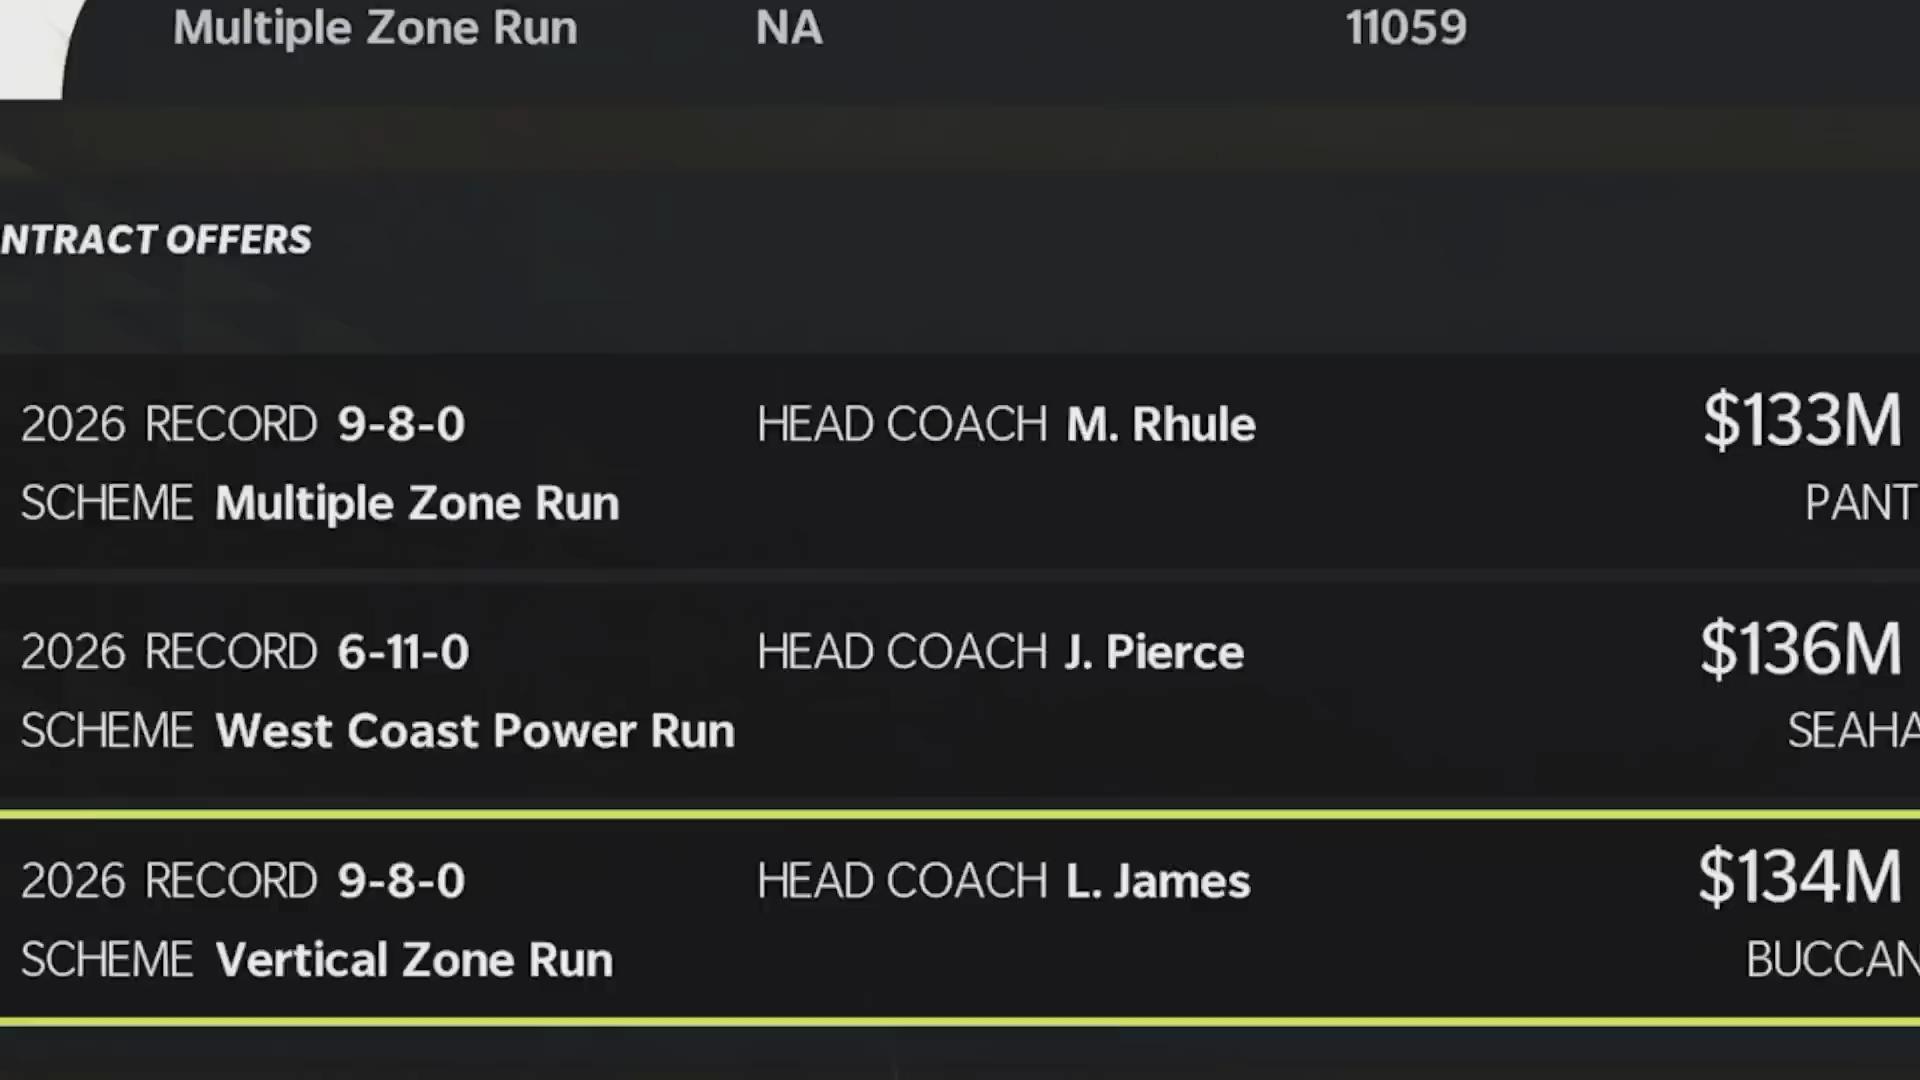 Multiple Zone Run NA 11059
NTRACT OFFERS
2026 RECORD 9-8-0 HEAD COACH M. Rhule $133M
SCHEME Multiple Zone Run PANT
2026 RECORD 6-11-0 HEAD COACH J. Pierce $136M
SCHEME West Coast Power Run SEAHA
2026 RECORD 9-8-0 HEAD COACH L. James $134M
SCHEME Vertical Zone Run BUCCAN